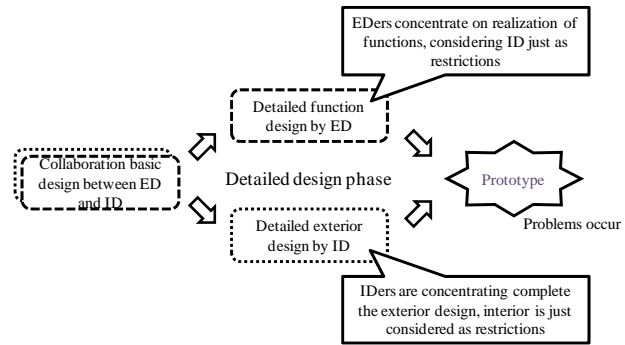 EDers concentrate on realization of
functions, considering ID just as
restrictions
Detailed function
design by ED
Collaboration basic
design between ED
and ID
Detailed design phase
Prototype
Detailed exterior
design by ID
Problems occur
IDers are concentrating complete
the exterior design, interior is just
considered as restrictions